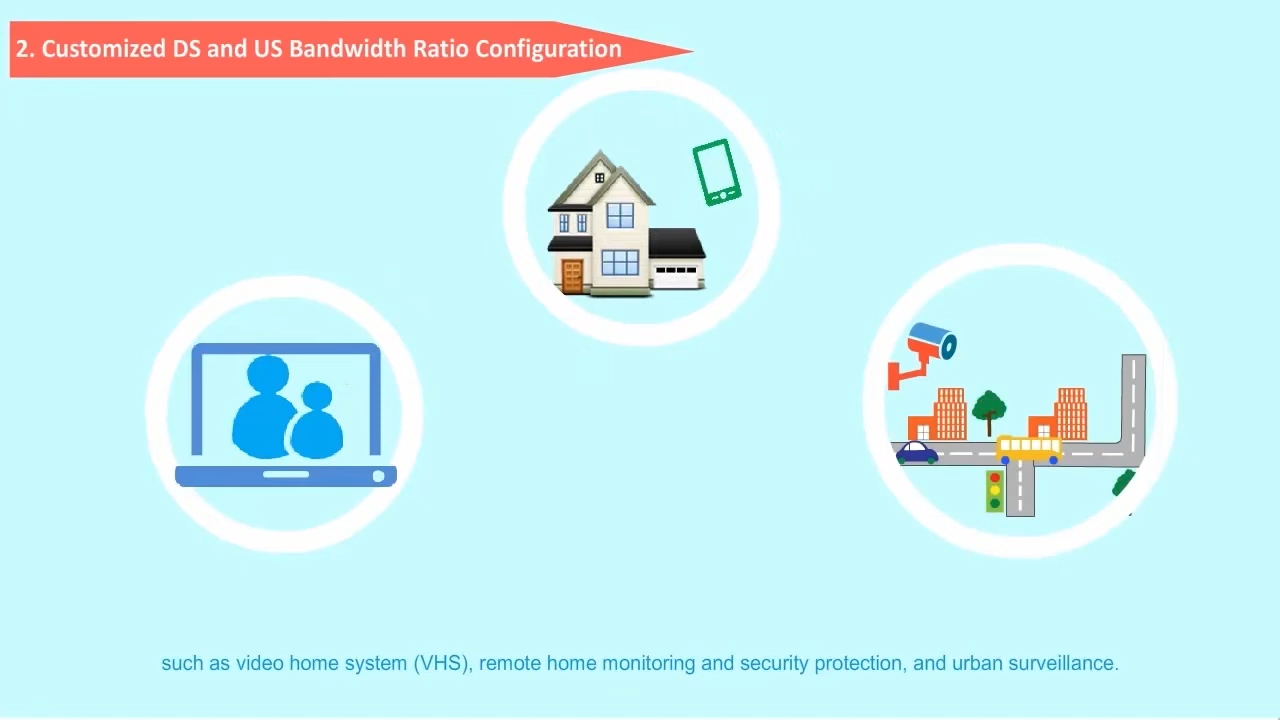 2. Customized DS and US Bandwidth Ratio Configuration
such as video home system (VHS), remote home monitoring and security protection, and urban surveillance.